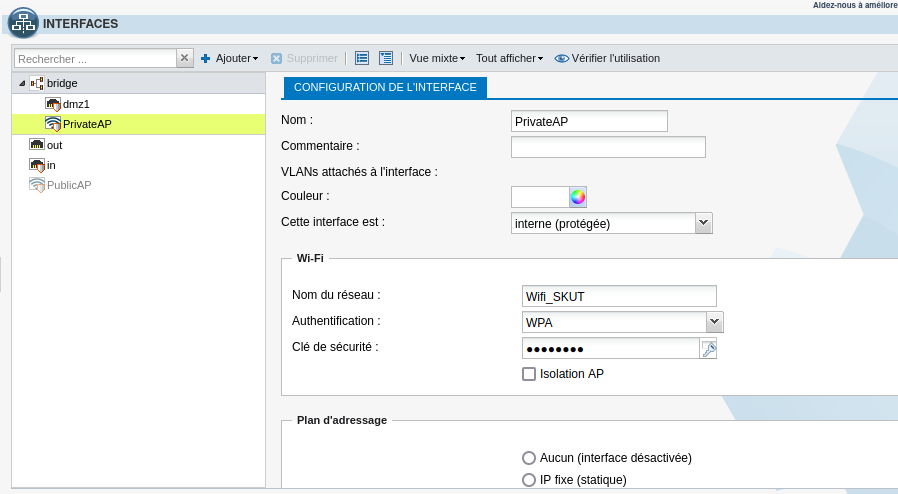 Aidez-nous à améliore
INTERFACES
Rechercher ... Ajouter Supprimer Vue mixte Tout afficher Vérifier l'utilisation
bridge
dmz1
PrivateAP
out
in
PublicAP
CONFIGURATION DE L'INTERFACE
Nom : PrivateAP
Commentaire :
VLANs attachés à l'interface :
Couleur :
Cette interface est : interne (protégée)
Wi-Fi
Nom du réseau : Wifi_SKUT
Authentification : WPA
Clé de sécurité : ●●●●●●●●
Isolation AP
Plan d'adressage
Aucun (interface désactivée)
IP fixe (statique)